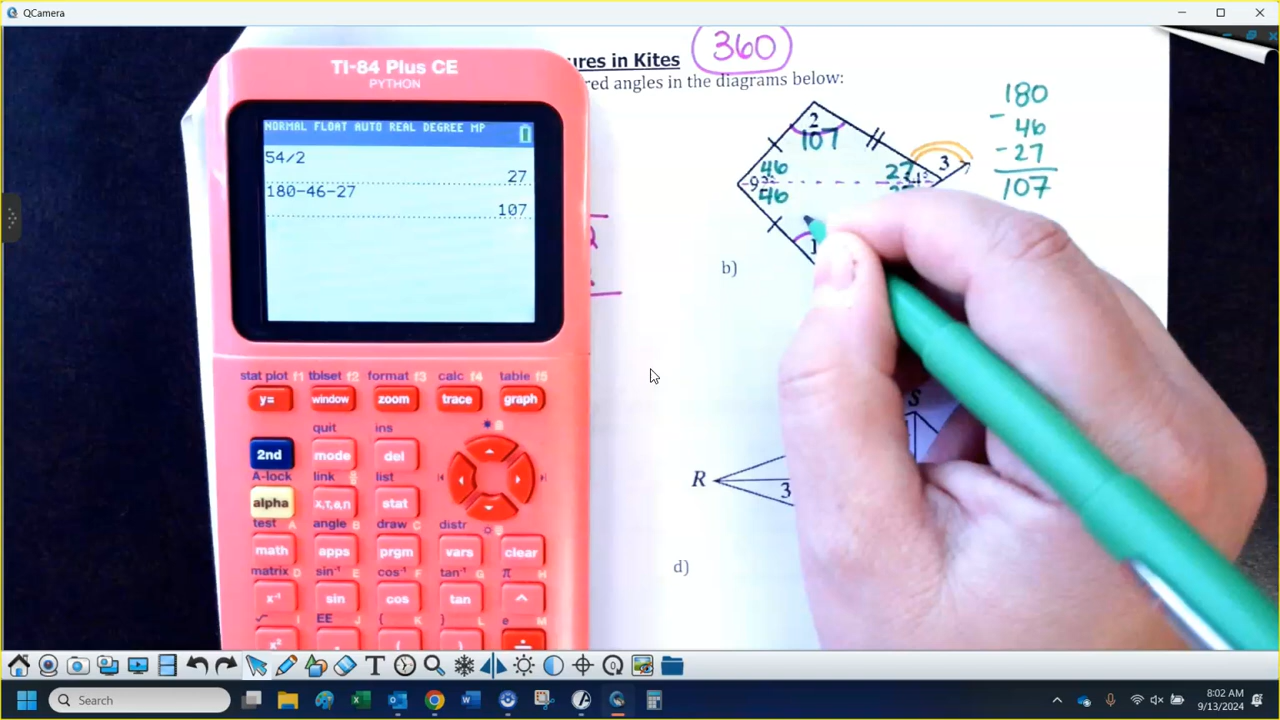 QCamera
TI-84 Plus CE
PYTHON
NORMAL FLOAT AUTO REAL DEGREE MP
54/2
27
180-46-27
107
stat plot f1 tblset f2 format f3 calc f4 table f5
y= window zoom trace graph
quit ins
2nd mode del
A-lock link list
alpha X,T,θ,n stat
test A angle B draw C distr
math apps prgm vars clear
matrix D sin⁻¹ E cos⁻¹ F tan⁻¹ G π H
x⁻¹ sin cos tan ^
√ I EE J { K } L e M
x² ( ) ÷
360
ures in Kites
red angles in the diagrams below:
2
107
46
46
27
3
1
180
- 46
- 27
107
b)
S
R
3
d)
Search
8:02 AM
9/13/2024